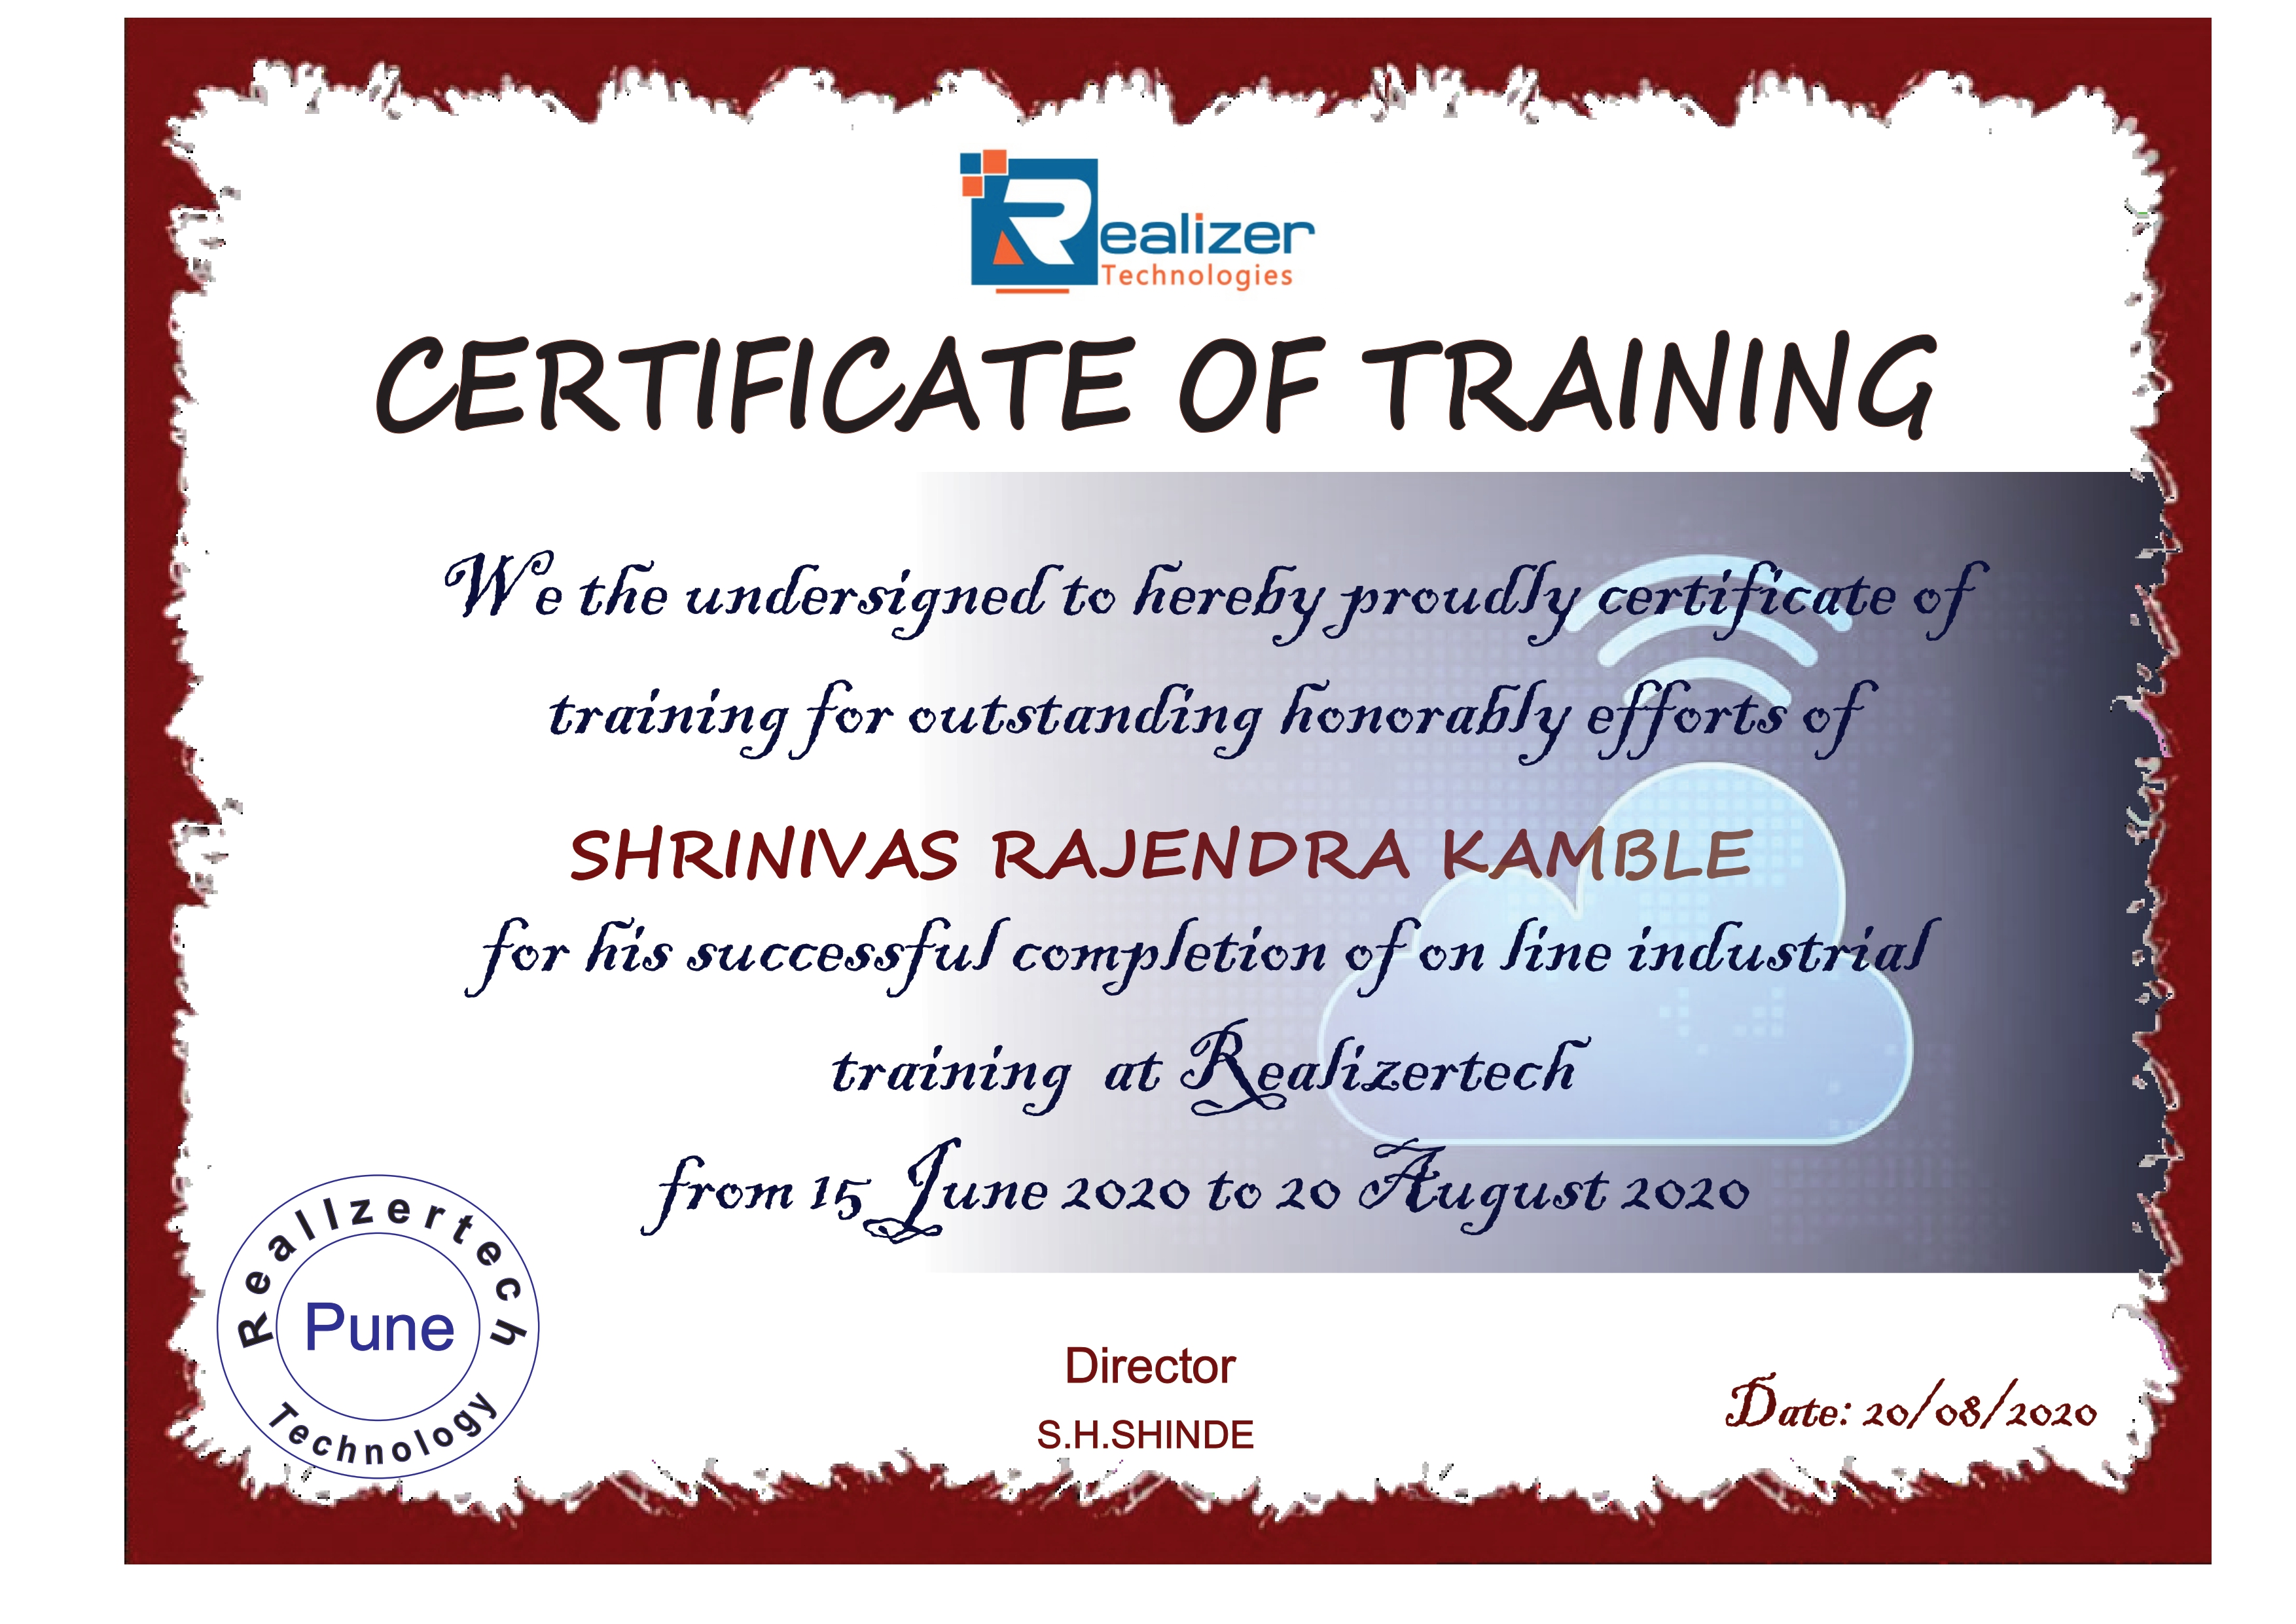 Realizer
Technologies
CERTIFICATE OF TRAINING
We the undersigned to hereby proudly certificate of
training for outstanding honorably efforts of
SHRINIVAS RAJENDRA KAMBLE
for his successful completion of on line industrial
training at Realizertech
from 15 June 2020 to 20 August 2020
ReaIIzertech
Pune
Technology
Director
S.H.SHINDE
Date: 20/08/2020